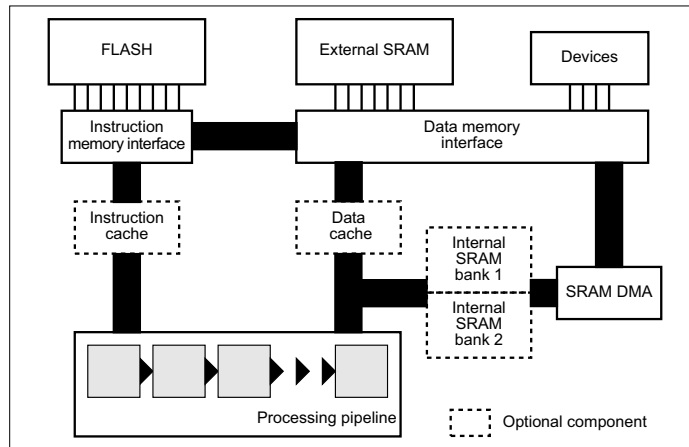 FLASH
External SRAM
Devices
Instruction
memory interface
Data memory
interface
Instruction
cache
Data
cache
Internal
SRAM
bank 1
Internal
SRAM
bank 2
SRAM DMA
Processing pipeline
Optional component